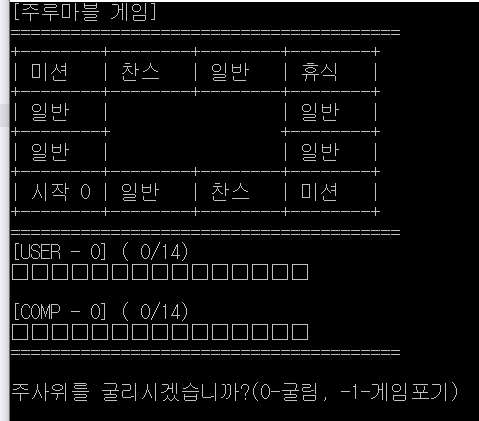 [주루마블 게임]
========================================
+--------+--------+--------+--------+
| 미션 | 찬스 | 일반 | 휴식 |
+--------+--------+--------+--------+
| 일반 | | 일반 |
+--------+ +--------+
| 일반 | | 일반 |
+--------+--------+--------+--------+
| 시작 0 | 일반 | 찬스 | 미션 |
+--------+--------+--------+--------+
========================================
[USER - 0] ( 0/14)
□□□□□□□□□□□□□□□
[COMP - 0] ( 0/14)
□□□□□□□□□□□□□□□
========================================
주사위를 굴리시겠습니까?(0-굴림, -1-게임포기)